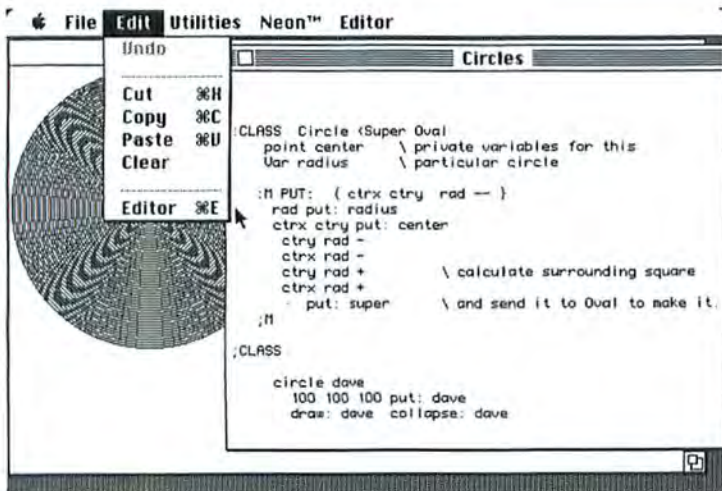 File Edit Utilities Neon™ Editor
Undo
Cut ⌘X
Copy ⌘C
Paste ⌘V
Clear
Editor ⌘E
Circles
:CLASS Circle <Super Oval
point center \ private variables for this
Var radius \ particular circle
:M PUT: { ctrx ctry rad -- }
rad put: radius
ctrx ctry put: center
ctry rad -
ctrx rad -
ctry rad + \ calculate surrounding square
ctrx rad +
put: super \ and send it to Oval to make it.
;M
;CLASS
circle dave
100 100 100 put: dave
draw: dave collapse: dave